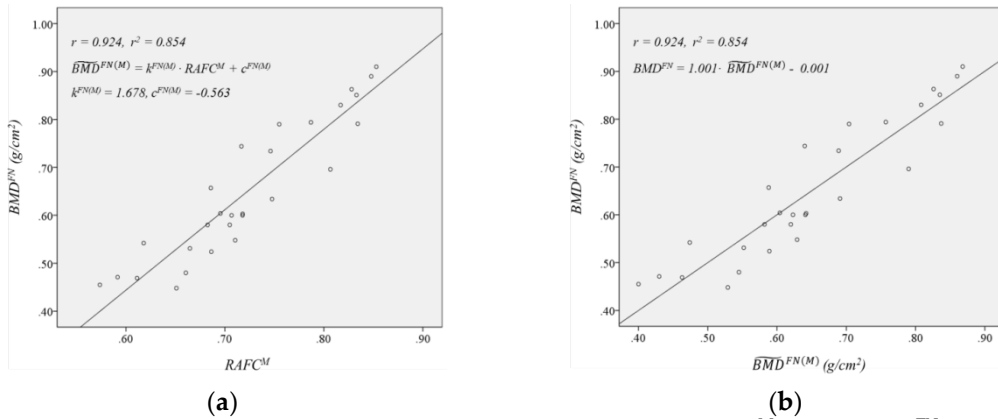 1.00
.90
.80
.70
.60
.50
.40
BMD^FN (g/cm²)
r = 0.924, r² = 0.854
B͠M͠D͠^FN(M) = k^FN(M) · RAFC^M + c^FN(M)
k^FN(M) = 1.678, c^FN(M) = -0.563
.60 .70 .80 .90
RAFC^M
(a)
1.00
.90
.80
.70
.60
.50
.40
BMD^FN (g/cm²)
r = 0.924, r² = 0.854
BMD^FN = 1.001· B͠M͠D͠^FN(M) - 0.001
.40 .50 .60 .70 .80 .90
B͠M͠D͠^FN(M) (g/cm²)
(b)